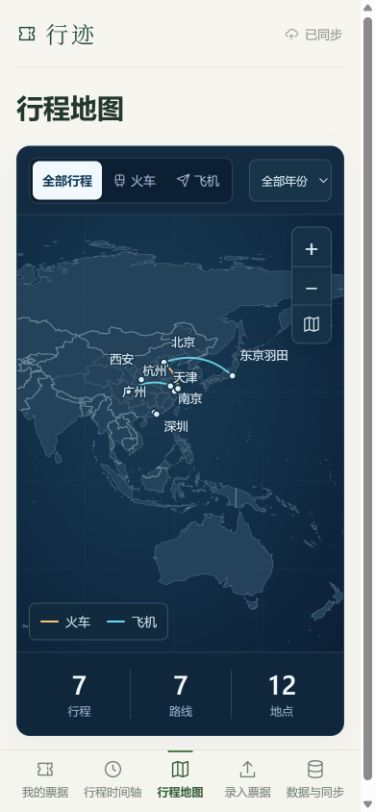 行迹
已同步
行程地图
全部行程
火车
飞机
全部年份
北京
东京羽田
西安
杭州
天津
广州
南京
深圳
火车
飞机
7
行程
7
路线
12
地点
我的票据
行程时间轴
行程地图
录入票据
数据与同步